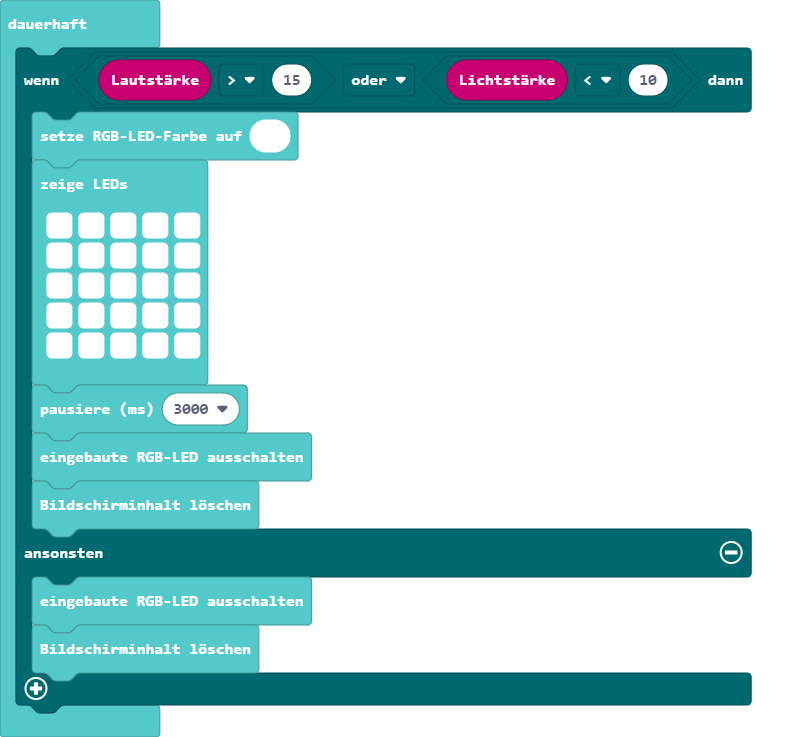 dauerhaft
wenn Lautstärke > 15 oder Lichtstärke < 10 dann
setze RGB-LED-Farbe auf
zeige LEDs
pausiere (ms) 3000
eingebaute RGB-LED ausschalten
Bildschirminhalt löschen
ansonsten
eingebaute RGB-LED ausschalten
Bildschirminhalt löschen